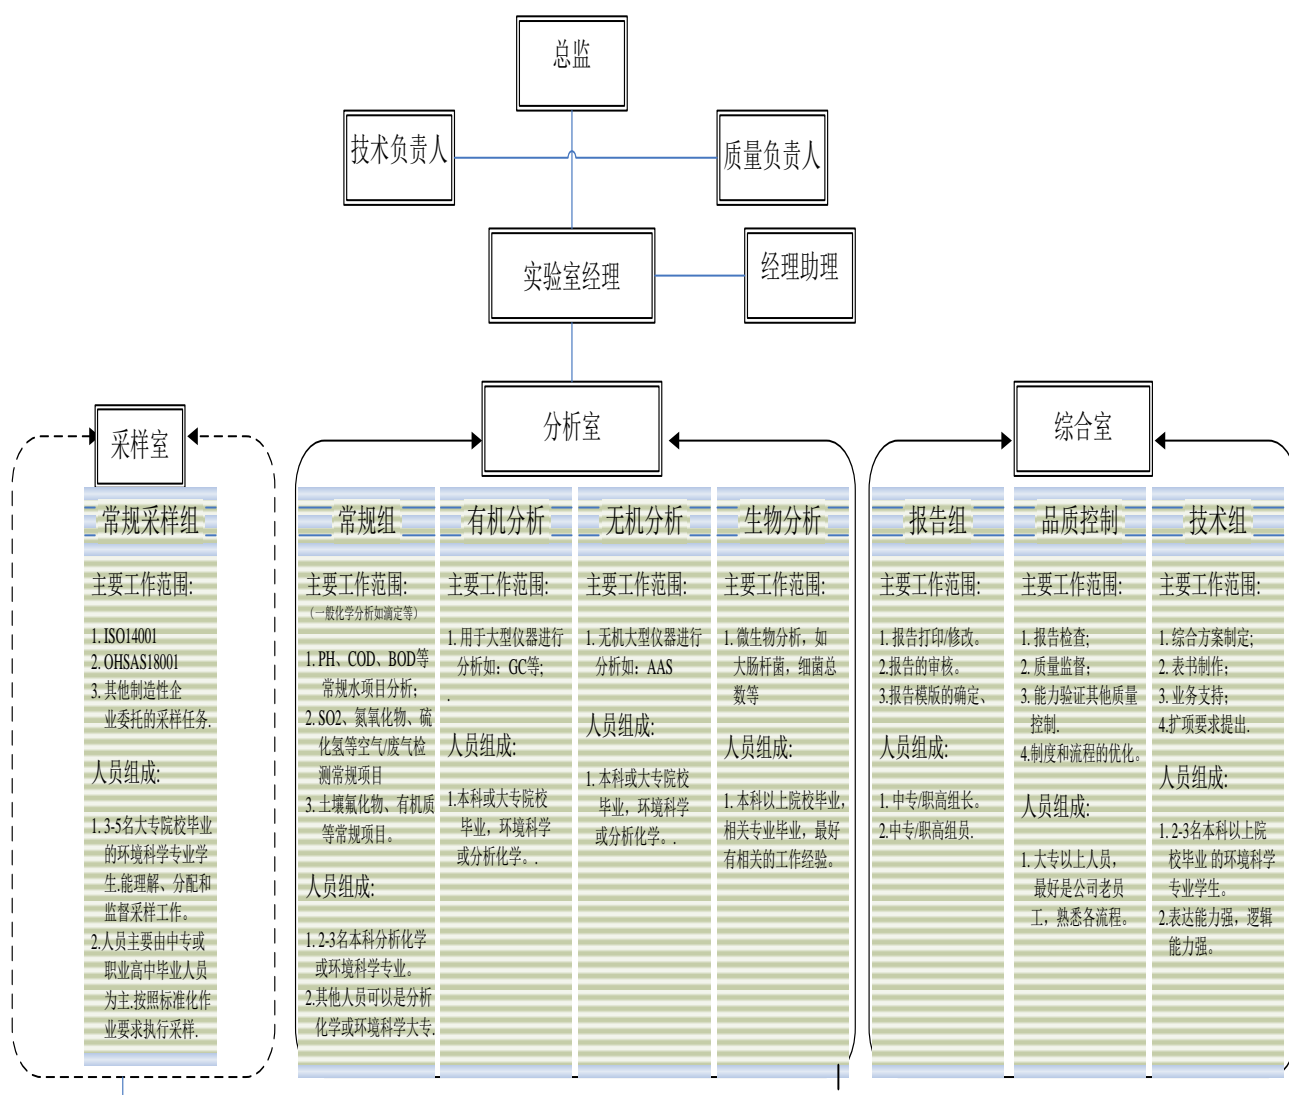 总监
技术负责人
质量负责人
实验室经理
经理助理
采样室
分析室
综合室
常规采样组
主要工作范围:
1. ISO14001
2. OHSAS18001
3. 其他制造性企
业委托的采样任务.
人员组成:
1. 3-5名大专院校毕业
的环境科学专业学
生.能理解、分配和
监督采样工作。
2.人员主要由中专或
职业高中毕业人员
为主.按照标准化作
业要求执行采样.
常规组
主要工作范围:
（一般化学分析如滴定等）
1. PH、COD、BOD等
常规水项目分析;
2. SO2、氮氧化物、硫
化氢等空气/废气检
测常规项目
3. 土壤氟化物、有机质
等常规项目。
人员组成:
1. 2-3名本科分析化学
或环境科学专业。
2.其他人员可以是分析
化学或环境科学大专.
有机分析
主要工作范围:
1. 用于大型仪器进行
分析如：GC等;
.
人员组成:
1.本科或大专院校
毕业，环境科学
或分析化学。.
无机分析
主要工作范围:
1. 无机大型仪器进行
分析如：AAS
人员组成:
1. 本科或大专院校
毕业，环境科学
或分析化学。.
生物分析
主要工作范围:
1. 微生物分析，如
大肠杆菌，细菌总
数等
人员组成:
1. 本科以上院校毕业，
相关专业毕业，最好
有相关的工作经验。
报告组
主要工作范围:
1. 报告打印/修改。
2.报告的审核。
3.报告模版的确定、
人员组成:
1. 中专/职高组长。
2.中专/职高组员.
品质控制
主要工作范围:
1. 报告检查;
2. 质量监督;
3. 能力验证其他质量
控制.
4.制度和流程的优化。
人员组成:
1. 大专以上人员，
最好是公司老员
工，熟悉各流程。
技术组
主要工作范围:
1. 综合方案制定;
2. 表书制作;
3. 业务支持;
4.扩项要求提出.
人员组成:
1. 2-3名本科以上院
校毕业 的环境科学
专业学生。
2.表达能力强，逻辑
能力强。